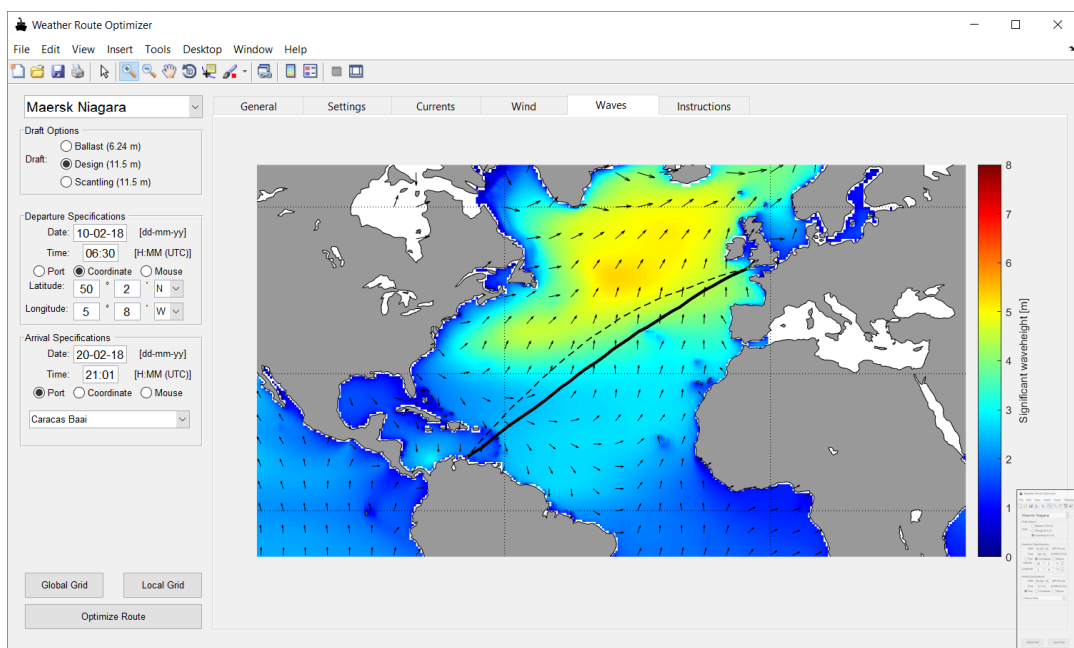 Weather Route Optimizer
File Edit View Insert Tools Desktop Window Help
Maersk Niagara
General Settings Currents Wind Waves Instructions
Draft Options
Draft:
Ballast (6.24 m)
Design (11.5 m)
Scantling (11.5 m)
Departure Specifications
Date: 10-02-18 [dd-mm-yy]
Time: 06:30 [H:MM (UTC)]
Port Coordinate Mouse
Latitude: 50 ° 2 ' N
Longitude: 5 ° 8 ' W
Arrival Specifications
Date: 20-02-18 [dd-mm-yy]
Time: 21:01 [H:MM (UTC)]
Port Coordinate Mouse
Caracas Baai
Global Grid Local Grid
Optimize Route
8
7
6
5
4
3
2
1
0
Significant waveheight [m]